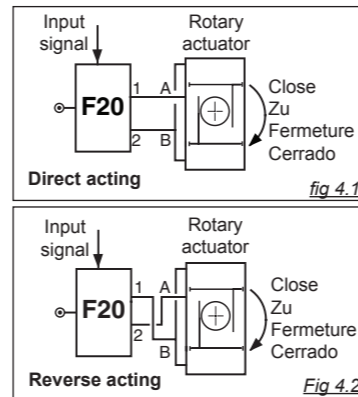 Input signal
Rotary actuator
F20
1
A
2
B
Close
Zu
Fermeture
Cerrado
Direct acting
fig 4.1
Input signal
Rotary actuator
F20
1
A
2
B
Close
Zu
Fermeture
Cerrado
Reverse acting
Fig 4.2